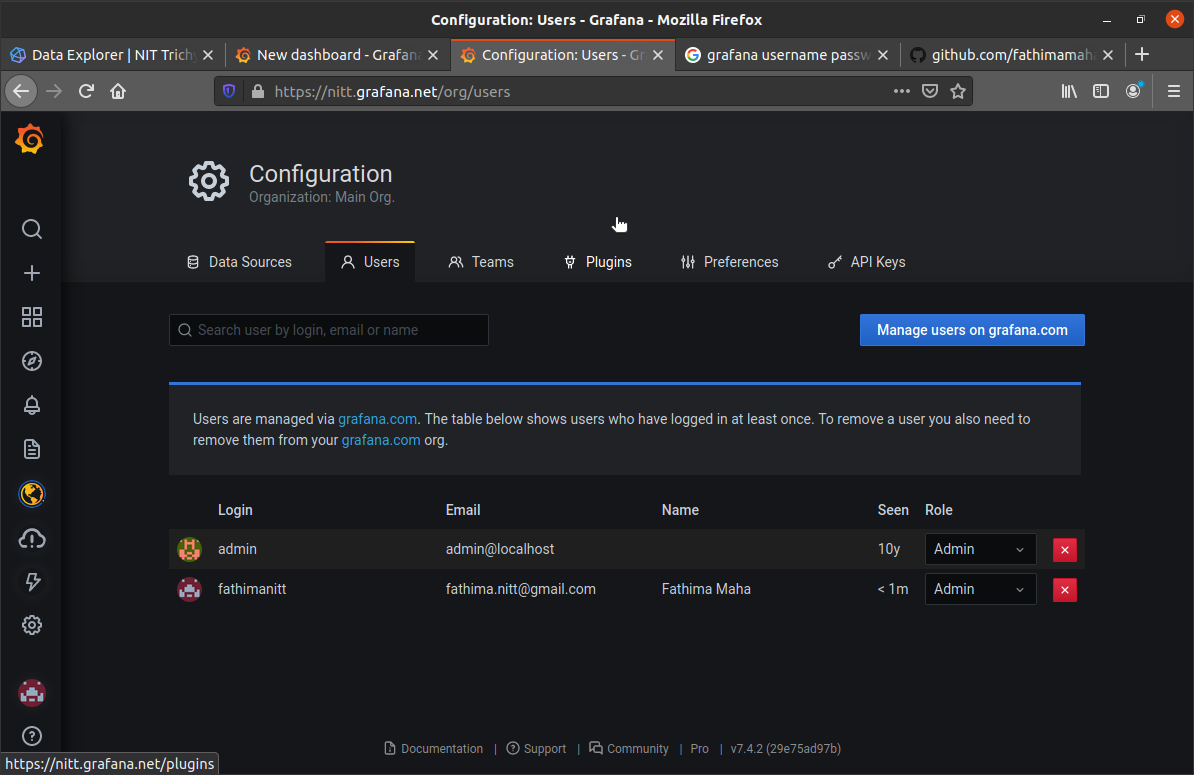 Configuration: Users - Grafana - Mozilla Firefox
Data Explorer | NIT Trichy
New dashboard - Grafana
Configuration: Users - Gr
grafana username passw
github.com/fathimamaha
https://nitt.grafana.net/org/users
Configuration
Organization: Main Org.
Data Sources
Users
Teams
Plugins
Preferences
API Keys
Search user by login, email or name
Manage users on grafana.com
Users are managed via grafana.com. The table below shows users who have logged in at least once. To remove a user you also need to
remove them from your grafana.com org.
Login Email Name Seen Role
admin admin@localhost 10y Admin
fathimanitt fathima.nitt@gmail.com Fathima Maha < 1m Admin
Documentation | Support | Community | Pro | v7.4.2 (29e75ad97b)
https://nitt.grafana.net/plugins